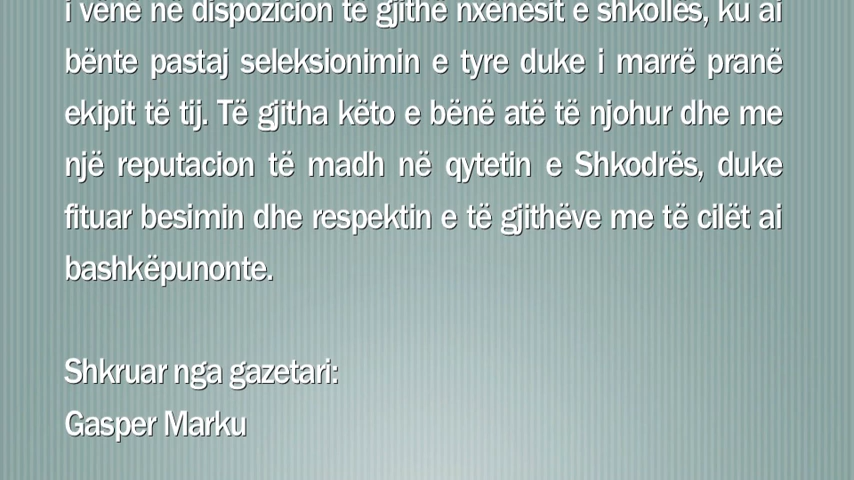 i vënë në dispozicion të gjithë nxënësit e shkollës, ku ai
bënte pastaj seleksionimin e tyre duke i marrë pranë
ekipit të tij. Të gjitha këto e bënë atë të njohur dhe me
një reputacion të madh në qytetin e Shkodrës, duke
fituar besimin dhe respektin e të gjithëve me të cilët ai
bashkëpunonte.
Shkruar nga gazetari:
Gasper Marku